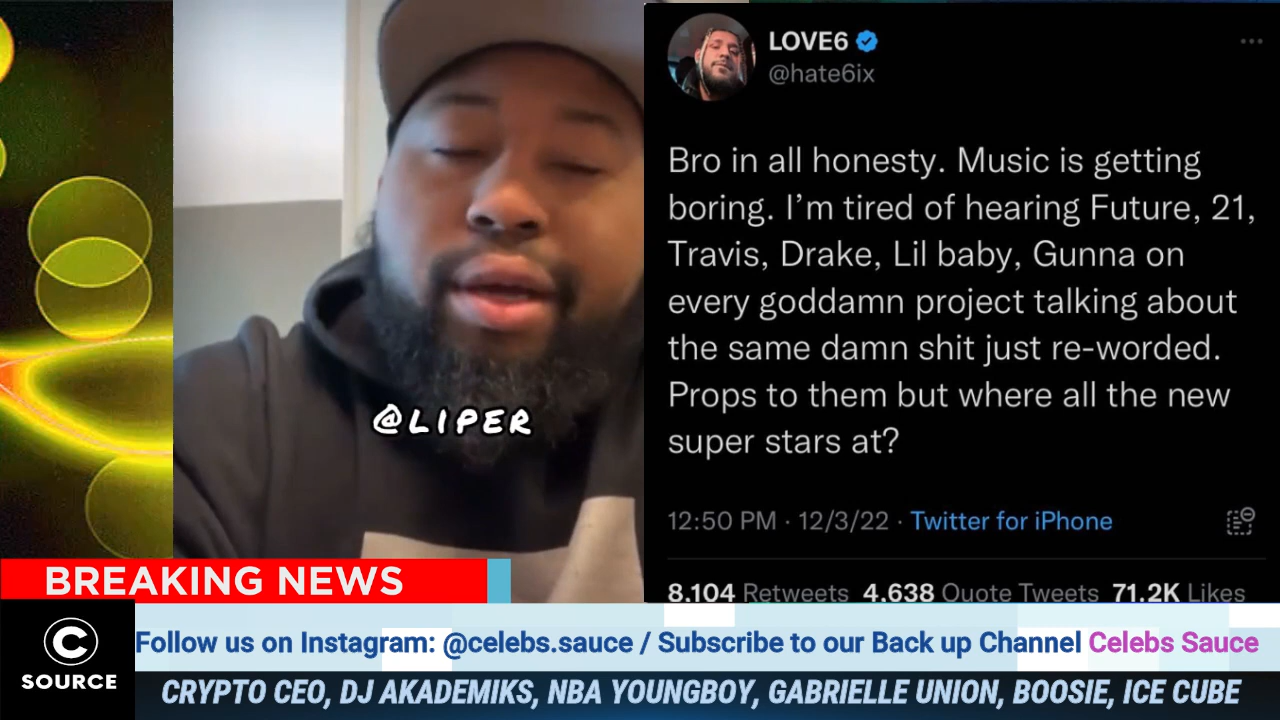 @LIPER
LOVE6
@hate6ix
Bro in all honesty. Music is getting
boring. I’m tired of hearing Future, 21,
Travis, Drake, Lil baby, Gunna on
every goddamn project talking about
the same damn shit just re-worded.
Props to them but where all the new
super stars at?
12:50 PM · 12/3/22 · Twitter for iPhone
8,104 Retweets 4,638 Quote Tweets 71.2K Likes
BREAKING NEWS
C
SOURCE
Follow us on Instagram: @celebs.sauce / Subscribe to our Back up Channel Celebs Sauce
CRYPTO CEO, DJ AKADEMIKS, NBA YOUNGBOY, GABRIELLE UNION, BOOSIE, ICE CUBE